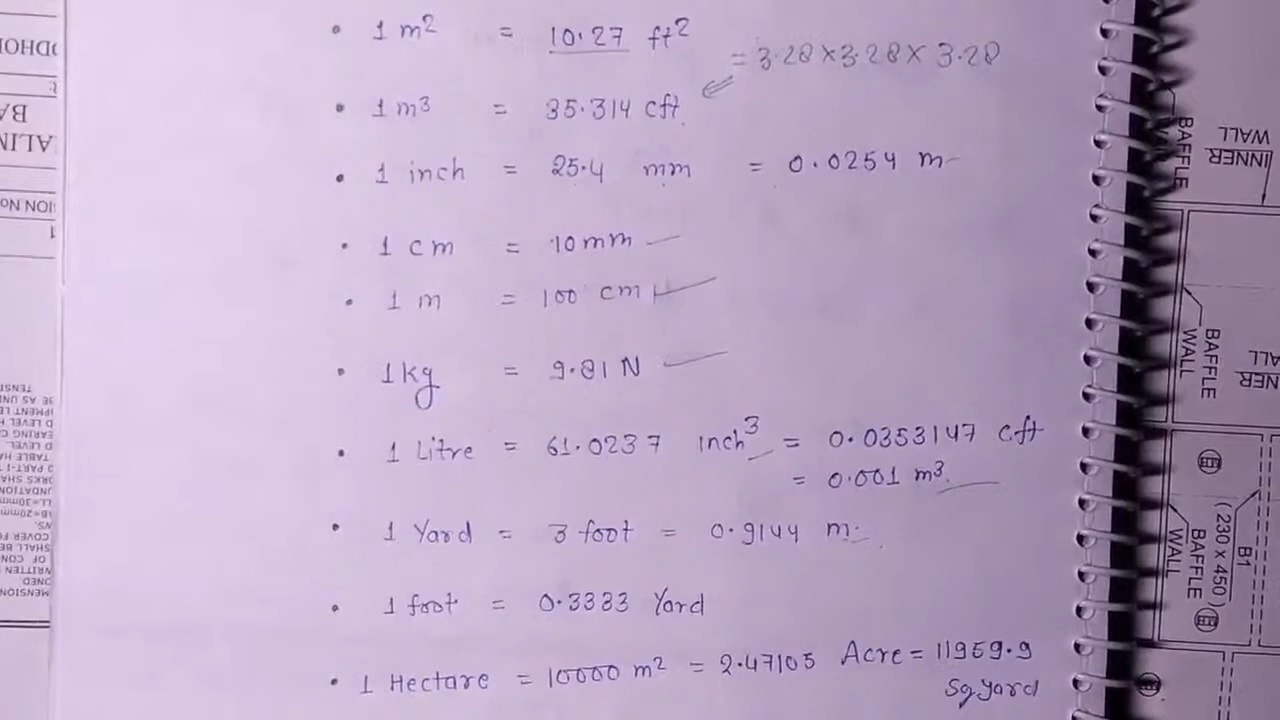 • 1 m² = 10.27 ft²
= 3.28 × 3.28 × 3.28
• 1 m³ = 35.314 cft.
• 1 inch = 25.4 mm = 0.0254 m
• 1 cm = 10 mm
• 1 m = 100 cm
• 1 kg = 9.81 N
• 1 Litre = 61.0237 inch³ = 0.0353147 cft
= 0.001 m³
• 1 Yard = 3 foot = 0.9144 m
• 1 foot = 0.3333 Yard
• 1 Hectare = 10000 m² = 2.47105 Acre = 11959.9
Sq.yard
INNER
WALL
BAFFLE
WALL
BAFFLE
WALL
B1
(230 x 450)
BAFFLE
WALL